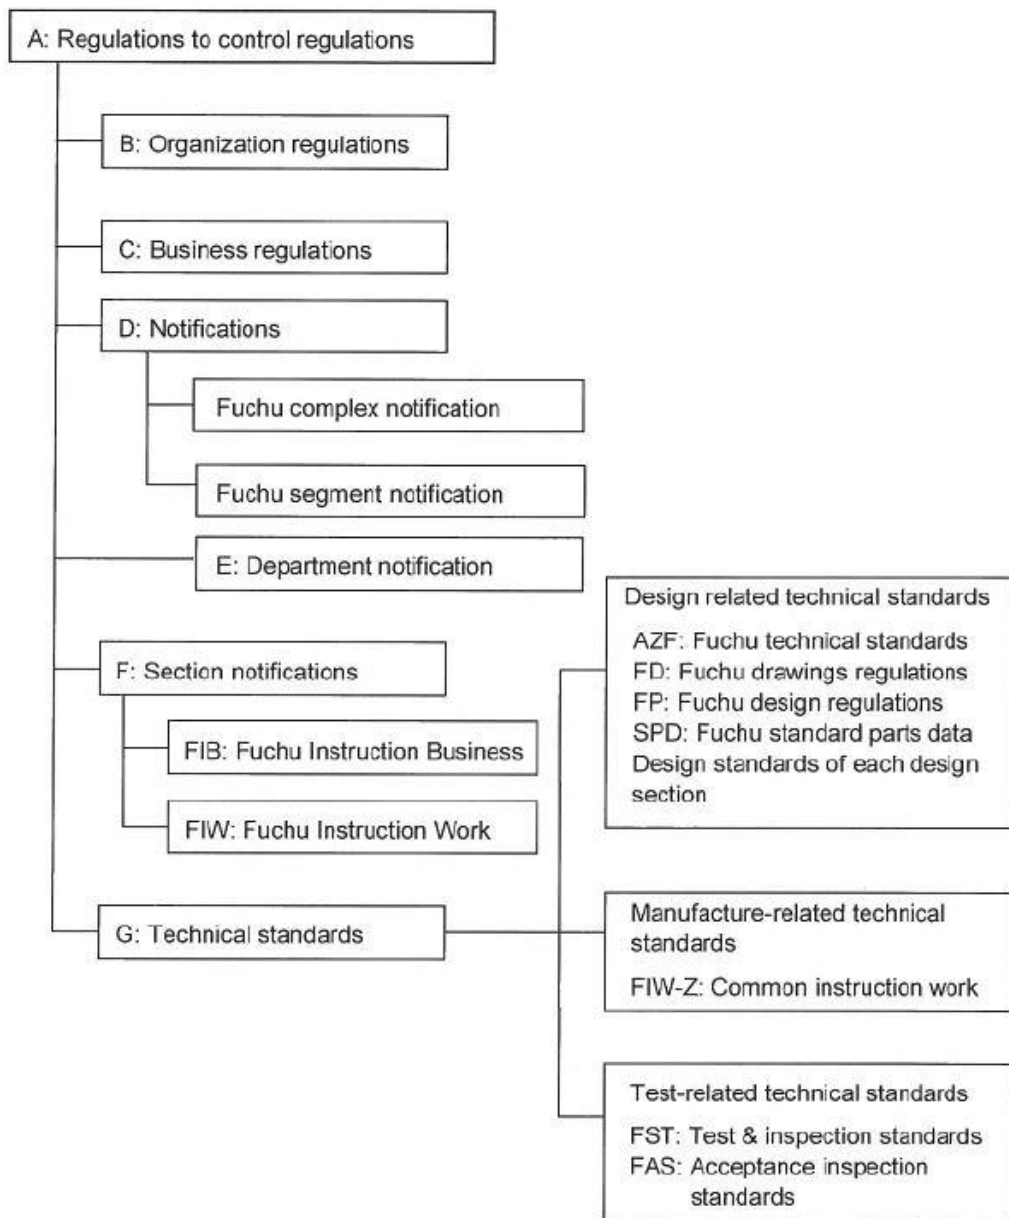 A: Regulations to control regulations
B: Organization regulations
C: Business regulations
D: Notifications
Fuchu complex notification
Fuchu segment notification
E: Department notification
F: Section notifications
FIB: Fuchu Instruction Business
FIW: Fuchu Instruction Work
G: Technical standards
Design related technical standards
AZF: Fuchu technical standards
FD: Fuchu drawings regulations
FP: Fuchu design regulations
SPD: Fuchu standard parts data
Design standards of each design
section
Manufacture-related technical
standards
FIW-Z: Common instruction work
Test-related technical standards
FST: Test & inspection standards
FAS: Acceptance inspection
standards